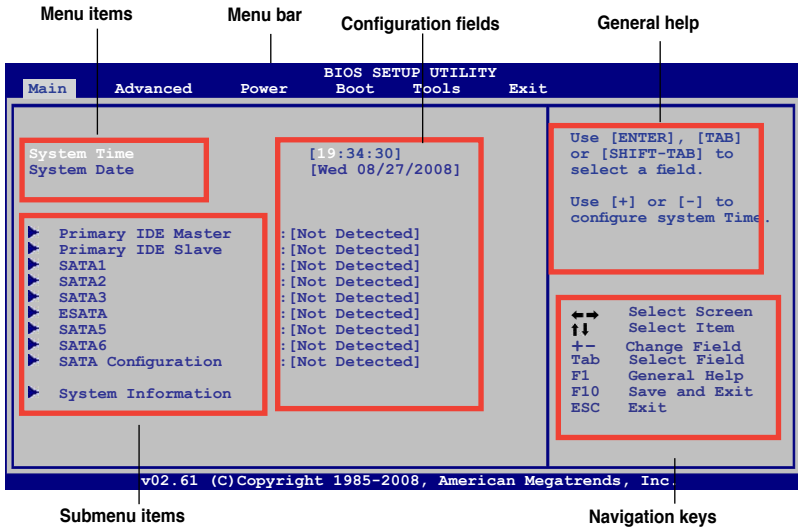 Menu items Menu bar Configuration fields General help
BIOS SETUP UTILITY
Main Advanced Power Boot Tools Exit
System Time [19:34:30]
System Date [Wed 08/27/2008]
Primary IDE Master :[Not Detected]
Primary IDE Slave :[Not Detected]
SATA1 :[Not Detected]
SATA2 :[Not Detected]
SATA3 :[Not Detected]
ESATA :[Not Detected]
SATA5 :[Not Detected]
SATA6 :[Not Detected]
SATA Configuration :[Not Detected]
System Information
Use [ENTER], [TAB]
or [SHIFT-TAB] to
select a field.
Use [+] or [-] to
configure system Time.
←→ Select Screen
↑↓ Select Item
+- Change Field
Tab Select Field
F1 General Help
F10 Save and Exit
ESC Exit
v02.61 (C)Copyright 1985-2008, American Megatrends, Inc.
Submenu items Navigation keys